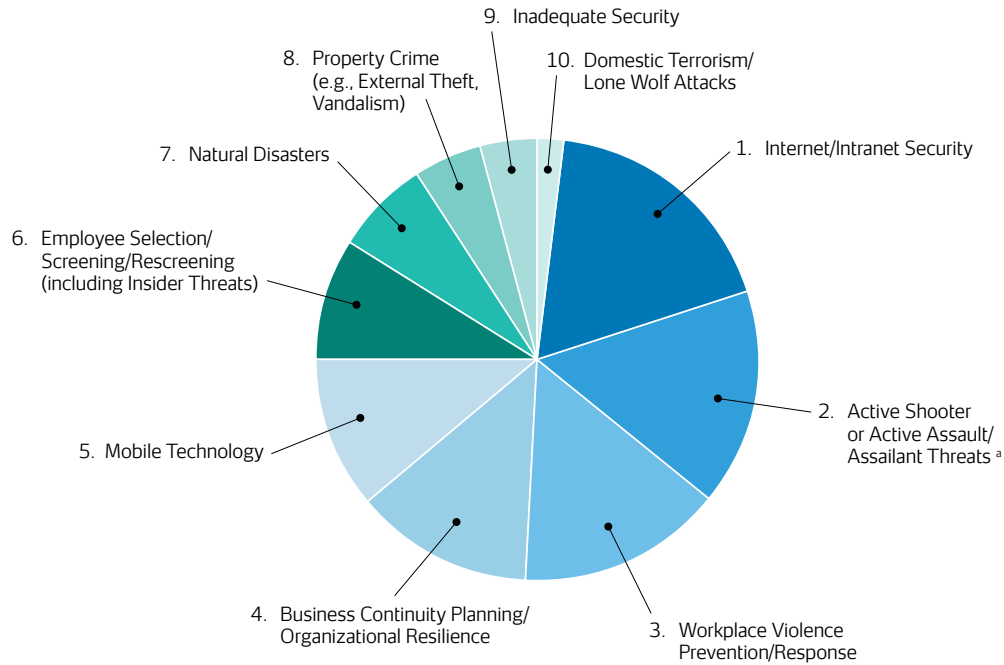 1. Internet/Intranet Security
2. Active Shooter
or Active Assault/
Assailant Threats ᵃ
3. Workplace Violence
Prevention/Response
4. Business Continuity Planning/
Organizational Resilience
5. Mobile Technology
6. Employee Selection/
Screening/Rescreening
(including Insider Threats)
7. Natural Disasters
8. Property Crime
(e.g., External Theft,
Vandalism)
9. Inadequate Security
10. Domestic Terrorism/
Lone Wolf Attacks